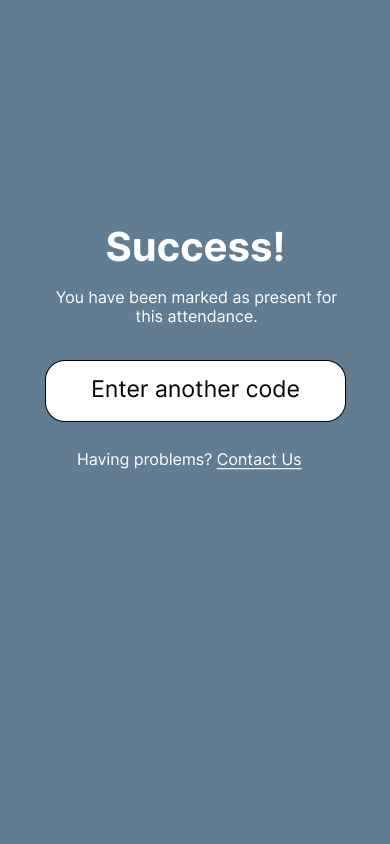 Success!
You have been marked as present for
this attendance.
Enter another code
Having problems? Contact Us